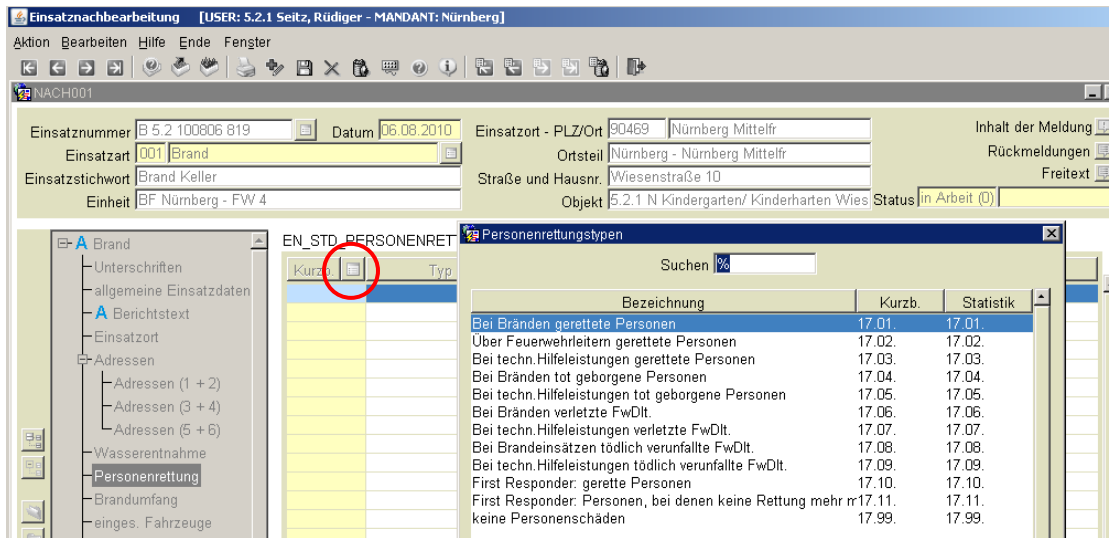 Einsatznachbearbeitung [USER: 5.2.1 Seitz, Rüdiger - MANDANT: Nürnberg]
Aktion Bearbeiten Hilfe Ende Fenster
NACH001
Einsatznummer B 5.2 100806 819 Datum 06.08.2010 Einsatzort - PLZ/Ort 90469 Nürnberg Mittelfr Inhalt der Meldung
Einsatzart 001 Brand Ortsteil Nürnberg - Nürnberg Mittelfr Rückmeldungen
Einsatzstichwort Brand Keller Straße und Hausnr. Wiesenstraße 10 Freitext
Einheit BF Nürnberg - FW 4 Objekt 5.2.1 N Kindergarten/ Kinderharten Wies Status in Arbeit (0)
A Brand
Unterschriften
allgemeine Einsatzdaten
A Berichtstext
Einsatzort
Adressen
Adressen (1 + 2)
Adressen (3 + 4)
Adressen (5 + 6)
Wasserentnahme
Personenrettung
Brandumfang
einges. Fahrzeuge
EN_STD_PERSONENRETT
Kurzb. Typ
Personenrettungstypen
Suchen %
Bezeichnung Kurzb. Statistik
Bei Bränden gerettete Personen 17.01. 17.01.
Über Feuerwehrleitern gerettete Personen 17.02. 17.02.
Bei techn.Hilfeleistungen gerettete Personen 17.03. 17.03.
Bei Bränden tot geborgene Personen 17.04. 17.04.
Bei techn.Hilfeleistungen tot geborgene Personen 17.05. 17.05.
Bei Bränden verletzte FwDlt. 17.06. 17.06.
Bei techn.Hilfeleistungen verletzte FwDlt. 17.07. 17.07.
Bei Brandeinsätzen tödlich verunfallte FwDlt. 17.08. 17.08.
Bei techn.Hilfeleistungen tödlich verunfallte FwDlt. 17.09. 17.09.
First Responder: gerette Personen 17.10. 17.10.
First Responder: Personen, bei denen keine Rettung mehr m 17.11. 17.11.
keine Personenschäden 17.99. 17.99.